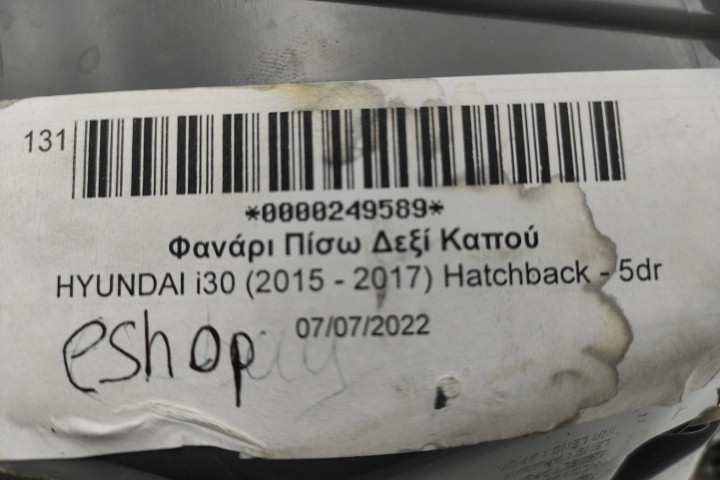 131
*0000249589*
Φανάρι Πίσω Δεξί Καπού
HYUNDAI i30 (2015 - 2017) Hatchback - 5dr
07/07/2022
eshop